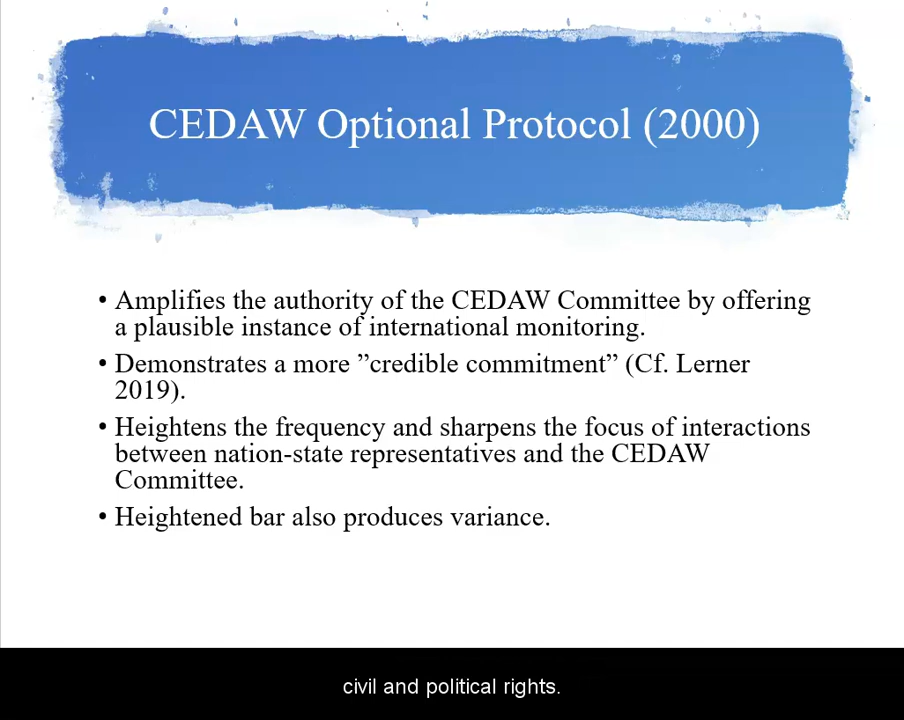 CEDAW Optional Protocol (2000)
• Amplifies the authority of the CEDAW Committee by offering
a plausible instance of international monitoring.
• Demonstrates a more ”credible commitment” (Cf. Lerner
2019).
• Heightens the frequency and sharpens the focus of interactions
between nation-state representatives and the CEDAW
Committee.
• Heightened bar also produces variance.
civil and political rights.